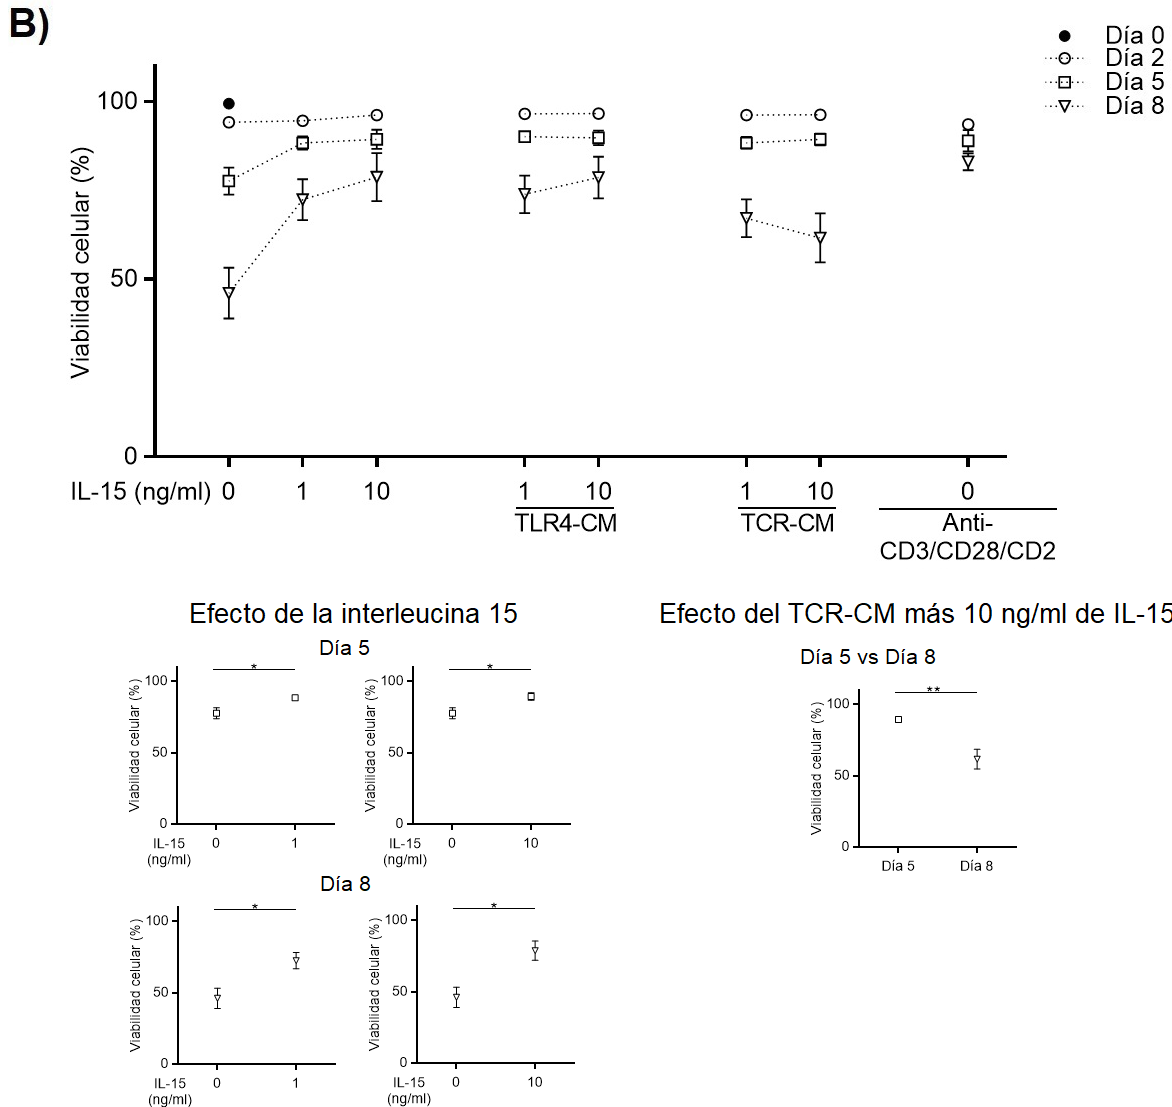 B)
Día 0
Día 2
Día 5
Día 8
Viabilidad celular (%)
100
50
0
IL-15 (ng/ml) 0 1 10 1 10 1 10 0
TLR4-CM TCR-CM Anti-
CD3/CD28/CD2
Efecto de la interleucina 15
Día 5
Viabilidad celular (%)
100
50
0
*
IL-15 0 1
(ng/ml)
Viabilidad celular (%)
100
50
0
*
IL-15 0 10
(ng/ml)
Día 8
Viabilidad celular (%)
100
50
0
*
IL-15 0 1
(ng/ml)
Viabilidad celular (%)
100
50
0
*
IL-15 0 10
(ng/ml)
Efecto del TCR-CM más 10 ng/ml de IL-15
Día 5 vs Día 8
Viabilidad celular (%)
100
50
0
**
Día 5 Día 8